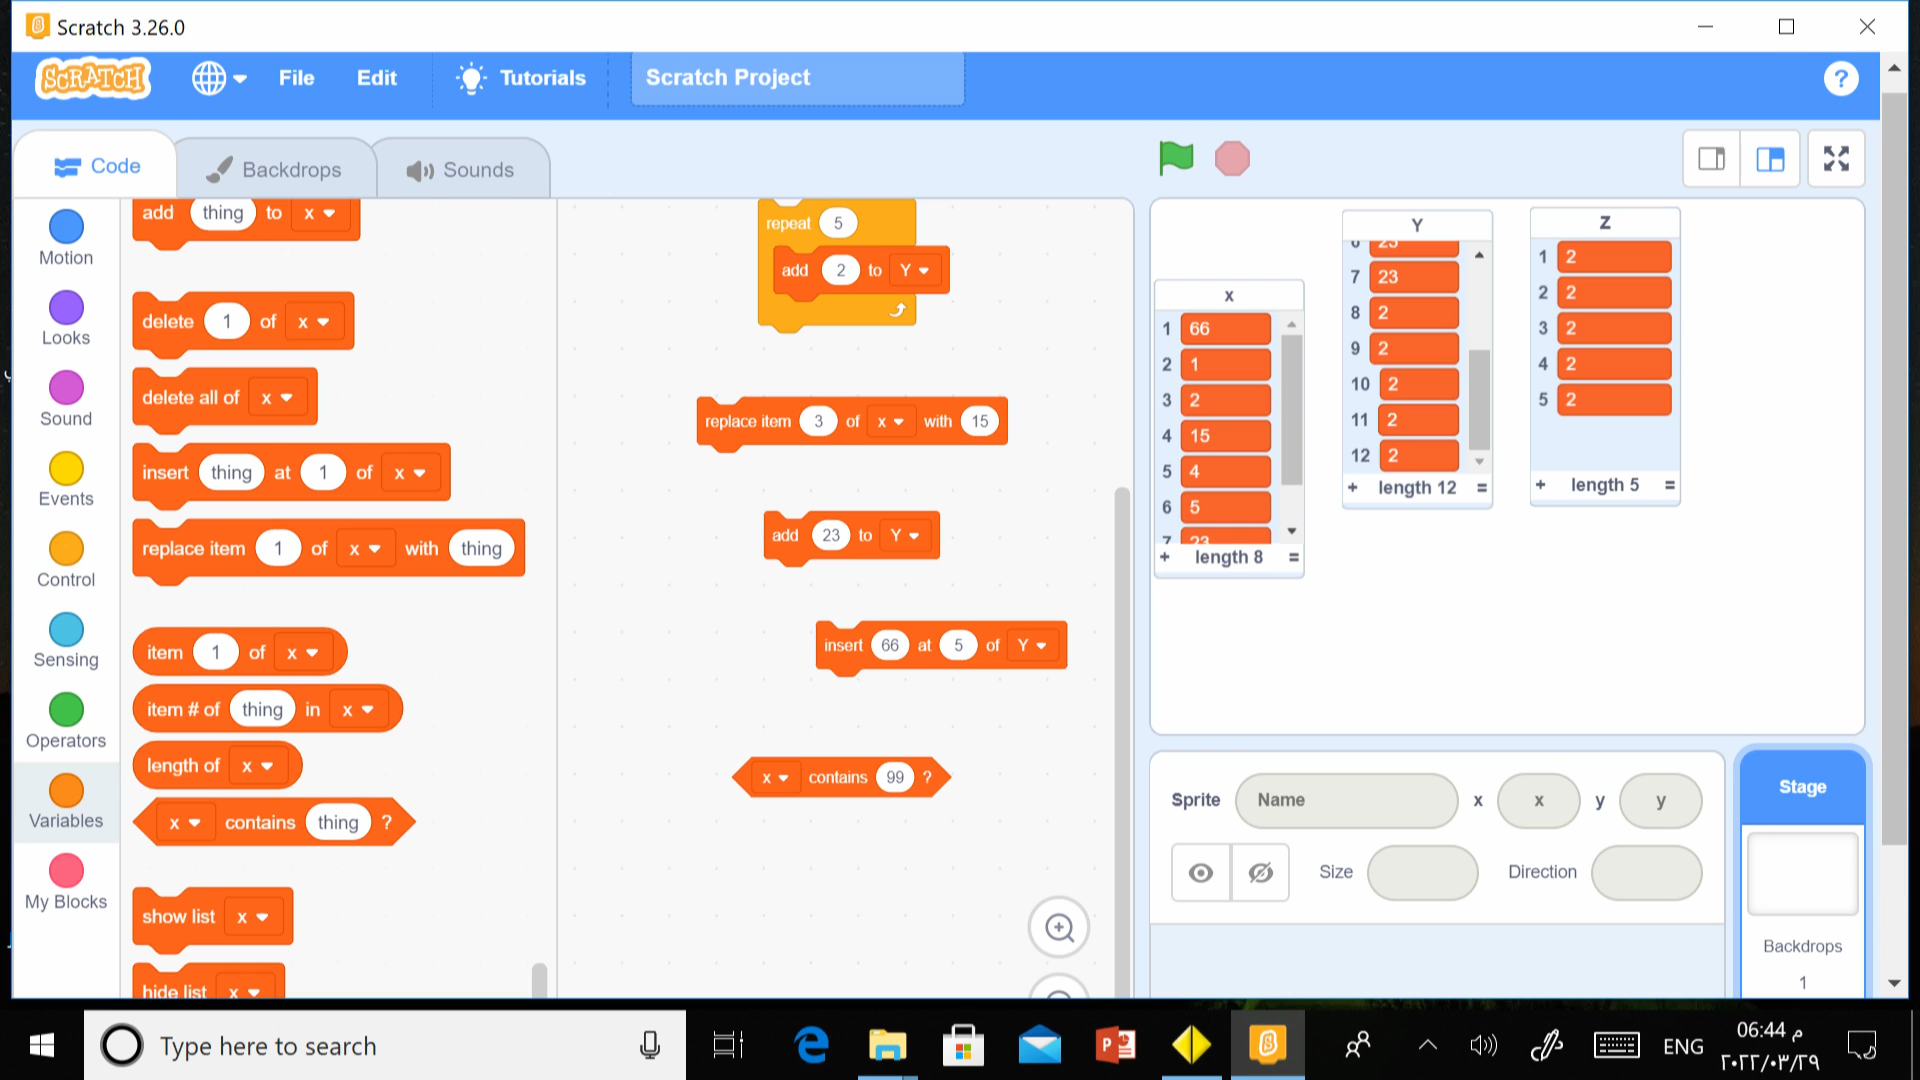 Scratch 3.26.0
SCRATCH File Edit Tutorials Scratch Project ?
Code Backdrops Sounds
Motion
Looks
Sound
Events
Control
Sensing
Operators
Variables
My Blocks
add thing to x
delete 1 of x
delete all of x
insert thing at 1 of x
replace item 1 of x with thing
item 1 of x
item # of thing in x
length of x
x contains thing ?
show list x
hide list x
repeat 5
add 2 to Y
replace item 3 of x with 15
add 23 to Y
insert 66 at 5 of Y
x contains 99 ?
x
1 66
2 1
3 2
4 15
5 4
6 5
7 23
+ length 8 =
Y
6 23
7 23
8 2
9 2
10 2
11 2
12 2
+ length 12 =
Z
1 2
2 2
3 2
4 2
5 2
+ length 5 =
Sprite Name x x y y
Size Direction
Stage
Backdrops
1
Type here to search
ENG
06:44 م
٢٠٢٢/٠٣/٢٩